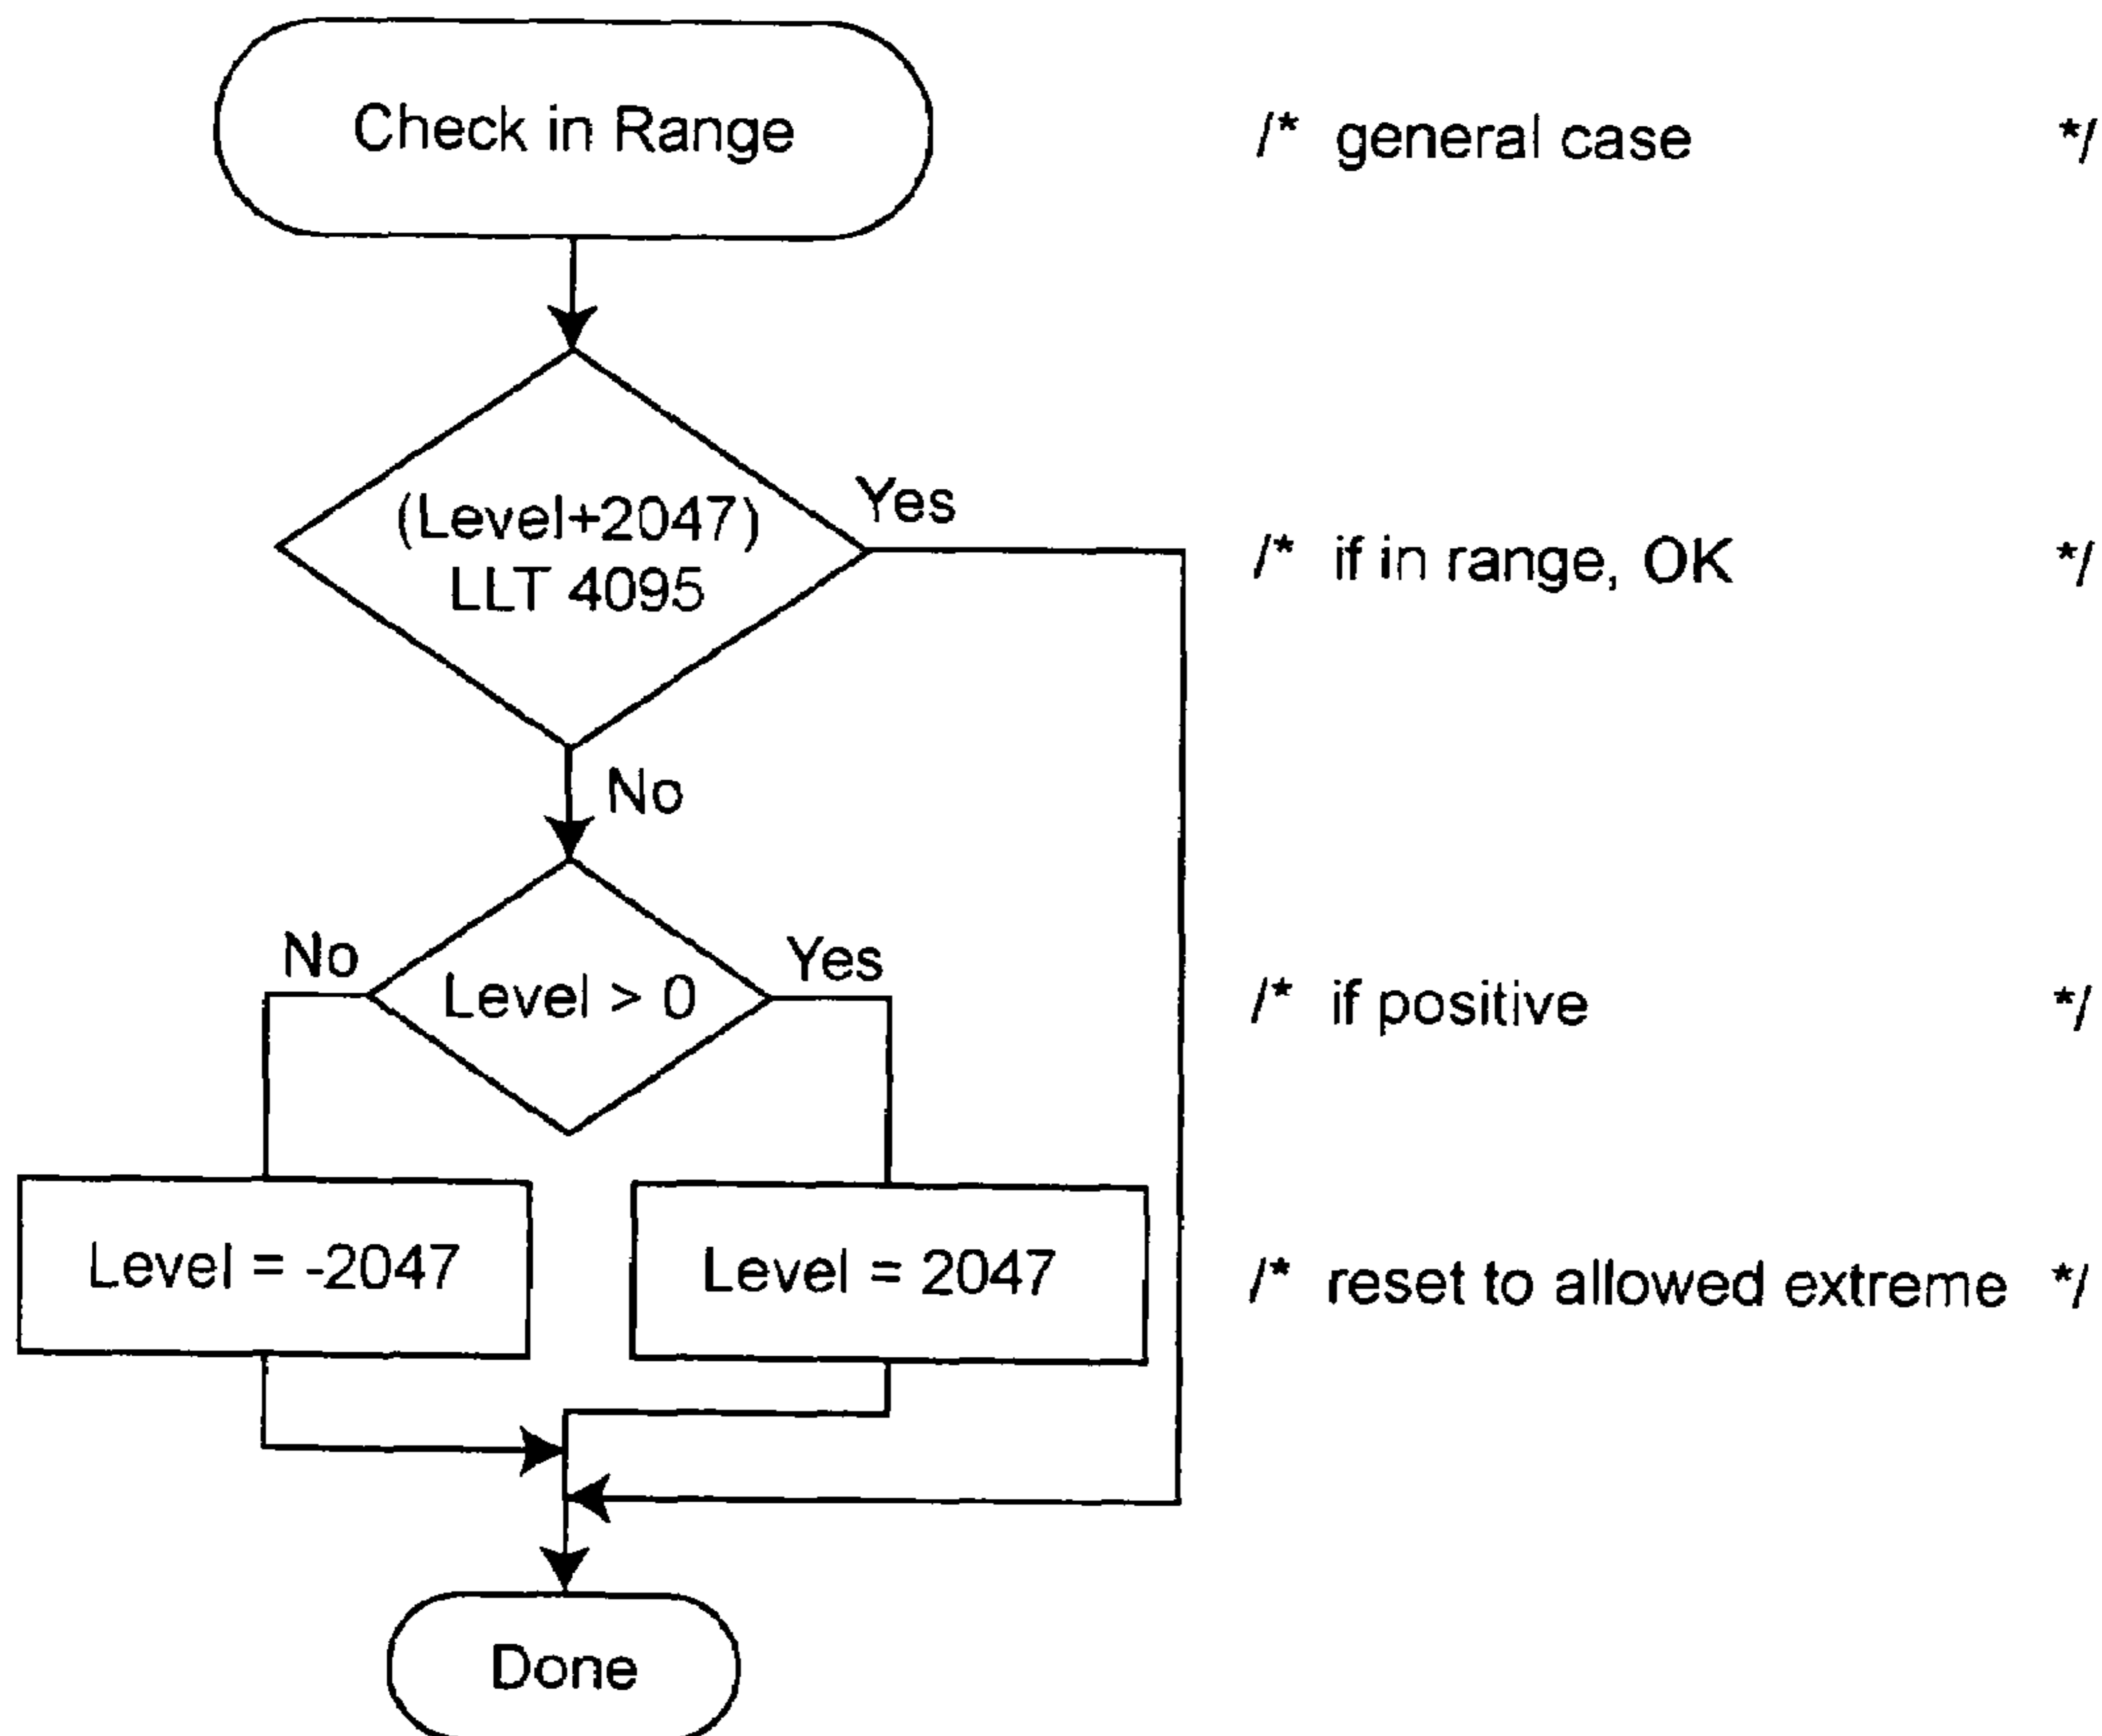 Check in Range
/* general case */
(Level+2047)
LLT 4095
Yes
/* if in range, OK */
No
No
Level > 0
Yes
/* if positive */
Level = -2047
Level = 2047
/* reset to allowed extreme */
Done